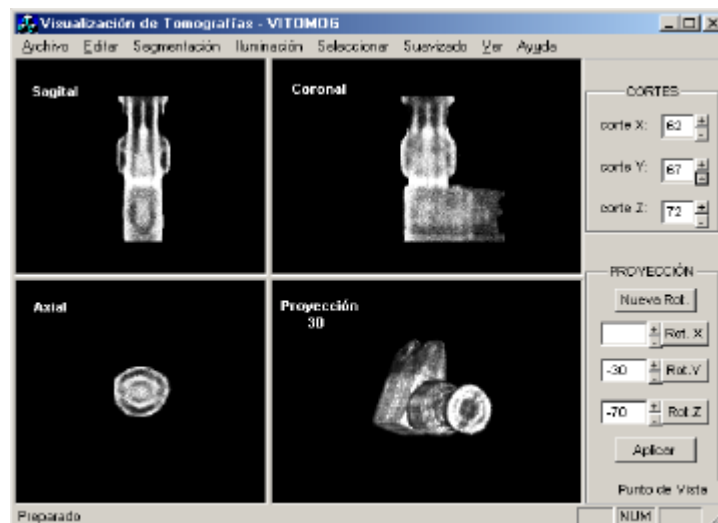 Visualización de Tomografías - VITOMOG
Archivo Editar Segmentación Iluminación Seleccionar Suavizado Ver Ayuda
Sagital
Coronal
CORTES
corte X: 62
corte Y: 67
corte Z: 72
Axial
Proyección
3D
PROYECCIÓN
Nueva Rot.
Rot. X
-30 Rot.Y
-70 Rot.Z
Aplicar
Punto de Vista
Preparado
NUM